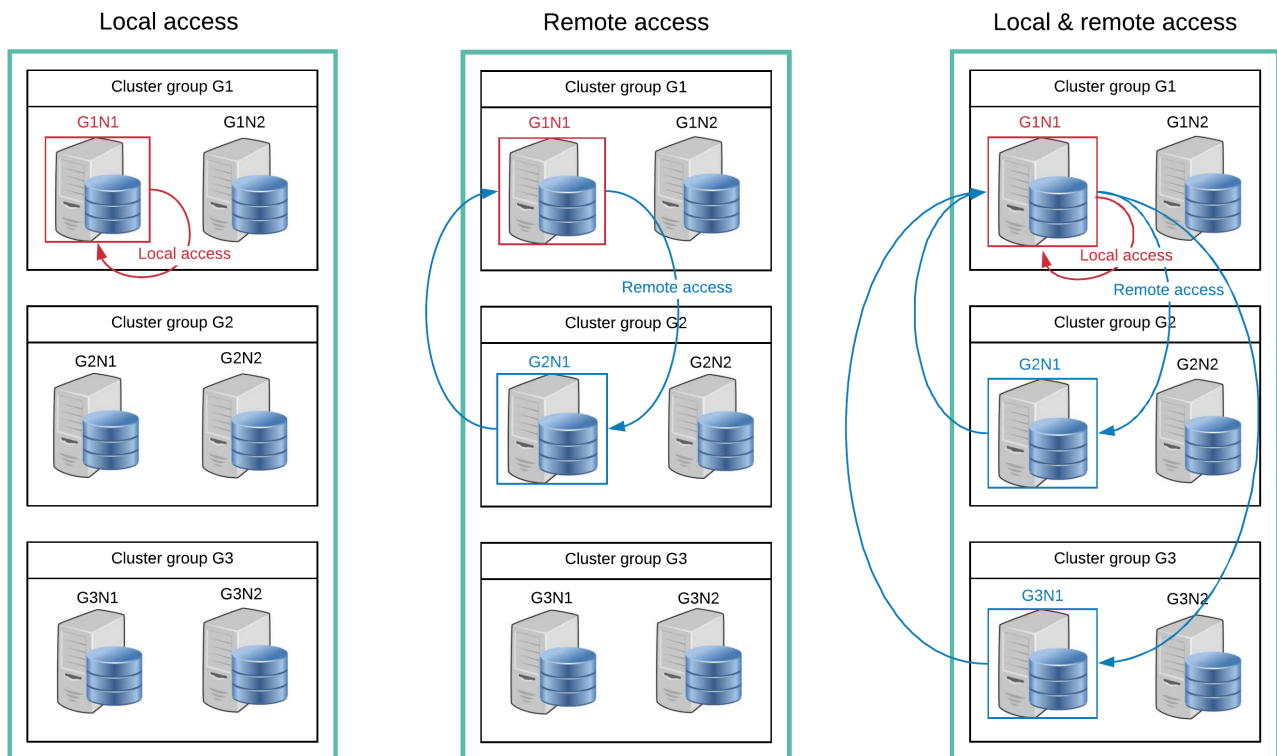 Local access
Cluster group G1
G1N1
G1N2
Local access
Cluster group G2
G2N1
G2N2
Cluster group G3
G3N1
G3N2
Remote access
Cluster group G1
G1N1
G1N2
Remote access
Cluster group G2
G2N1
G2N2
Cluster group G3
G3N1
G3N2
Local & remote access
Cluster group G1
G1N1
G1N2
Local access
Remote access
Cluster group G2
G2N1
G2N2
Cluster group G3
G3N1
G3N2